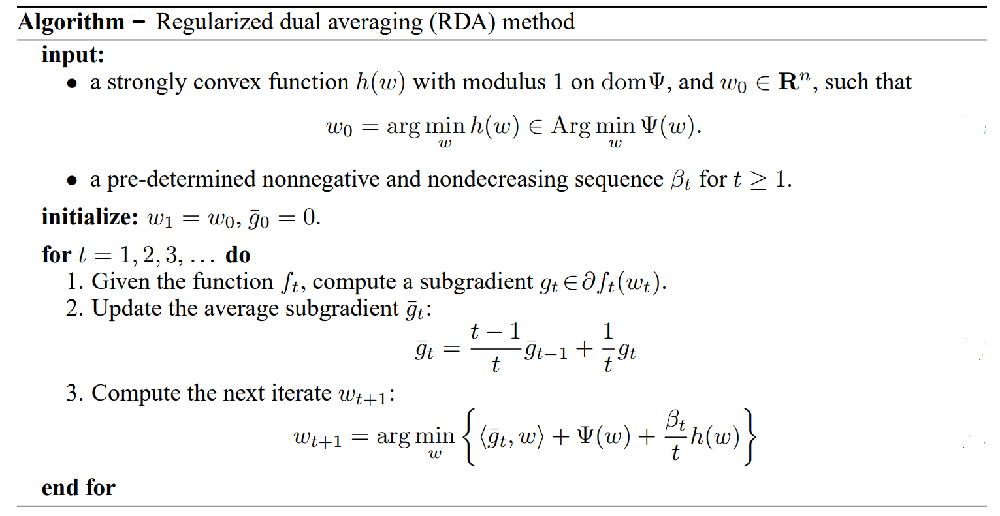 Algorithm – Regularized dual averaging (RDA) method
input:
• a strongly convex function $h(w)$ with modulus 1 on $\mathrm{dom}\Psi$, and $w_0 \in \mathbf{R}^n$, such that
$w_0 = \arg\min_w h(w) \in \operatorname{Arg}\min_w \Psi(w).$
• a pre-determined nonnegative and nondecreasing sequence $\beta_t$ for $t \geq 1$.
initialize: $w_1 = w_0$, $\bar{g}_0 = 0$.
for $t = 1, 2, 3, \ldots$ do
1. Given the function $f_t$, compute a subgradient $g_t \in \partial f_t(w_t)$.
2. Update the average subgradient $\bar{g}_t$:
$\bar{g}_t = \frac{t-1}{t}\bar{g}_{t-1} + \frac{1}{t}g_t$
3. Compute the next iterate $w_{t+1}$:
$w_{t+1} = \arg\min_w \left\{ \langle \bar{g}_t, w \rangle + \Psi(w) + \frac{\beta_t}{t}h(w) \right\}$
end for